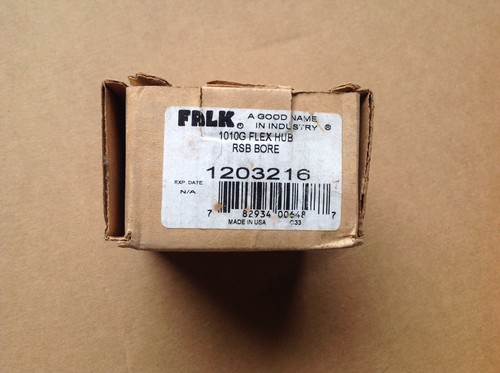 FALK® A GOOD NAME
IN INDUSTRY ®
1010G FLEX HUB
RSB BORE
1203216
EXP. DATE
N/A
7 82934 00648 7
MADE IN USA 033